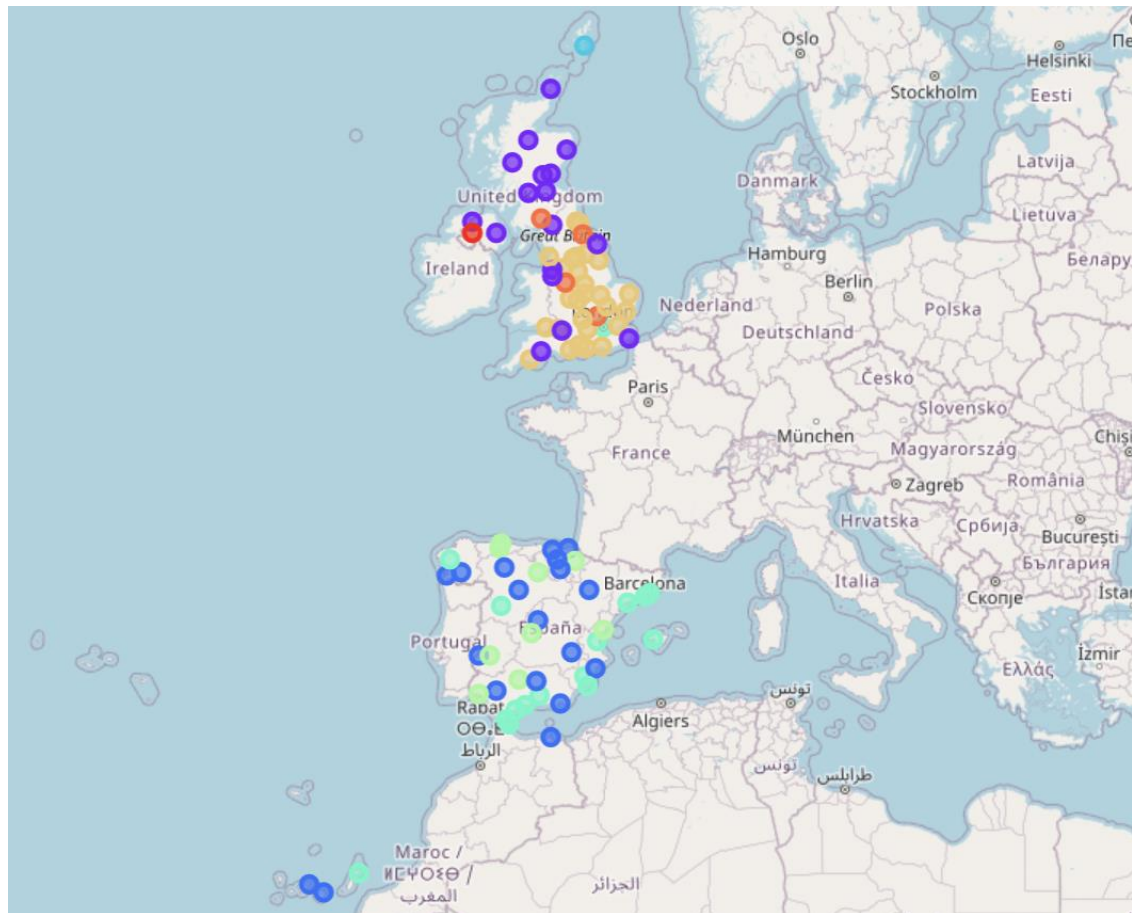 Oslo
Helsinki
Stockholm
Eesti
Latvija
United Kingdom
Danmark
Lietuva
Great Britain
Ireland
Hamburg
Беларусь
Berlin
Nederland
Polska
London
Deutschland
Paris
Česko
Slovensko
München
Magyarország
France
Zagreb
România
Hrvatska
Србија
București
България
Barcelona
Italia
Скопје
España
Portugal
İzmir
Ελλάς
تونس
Rabat
Algiers
ⵔⴱⴰⵟ
الرباط
تونس
طرابلس
Maroc /
ⵍⵎⵖⵔⵉⴱ /
المغرب
الجزائر